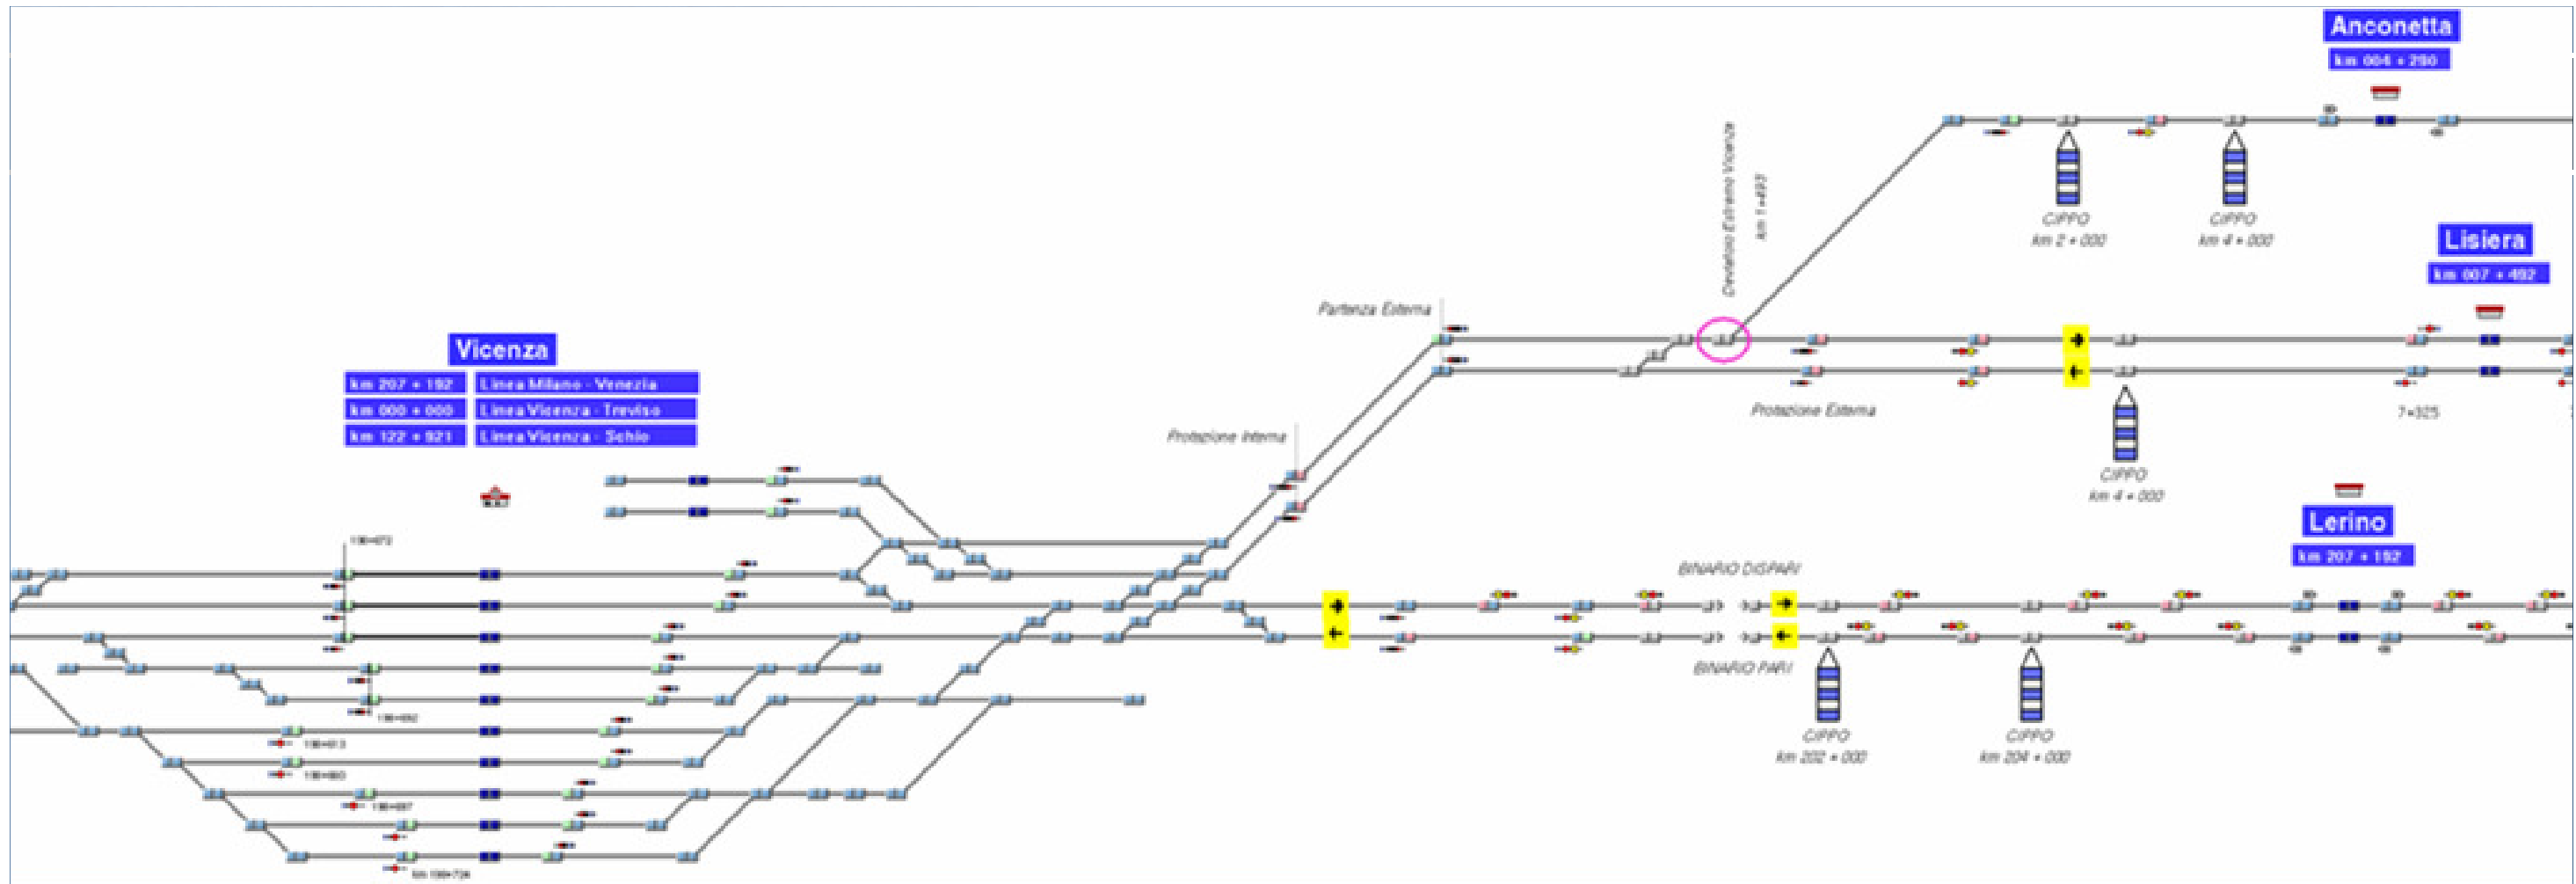 Anconetta
km 004 + 280
CIPPO
km 2 + 000
CIPPO
km 4 + 000
Deviatoio Estremo Vicenza
km 1+493
Lisiera
km 007 + 492
Partenza Esterna
Vicenza
km 207 + 192 Linea Milano - Venezia
km 000 + 000 Linea Vicenza - Treviso
km 122 + 921 Linea Vicenza - Schio
Protezione Esterna
7+325
Protezione Interna
CIPPO
km 4 + 000
Lerino
km 207 + 192
BINARIO DISPARI
BINARIO PARI
CIPPO
km 202 + 000
CIPPO
km 204 + 000